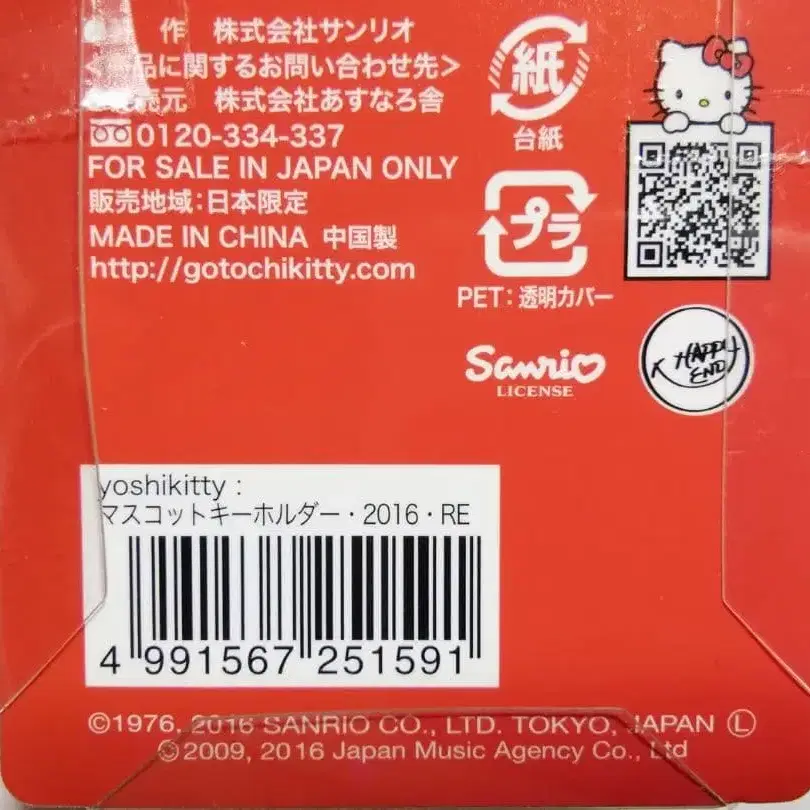 作 株式会社サンリオ
品に関するお問い合わせ先>
売元 株式会社あすなろ舎
0120-334-337
FOR SALE IN JAPAN ONLY
販売地域:日本限定
MADE IN CHINA 中国製
http://gotochikitty.com
紙
台紙
プラ
PET:透明カバー
Sanrio
LICENSE
HAPPY
END
yoshikitty :
マスコットキーホルダー・2016・RE
4 991567 251591
©1976, 2016 SANRIO CO., LTD. TOKYO, JAPAN Ⓛ
©2009, 2016 Japan Music Agency Co., Ltd